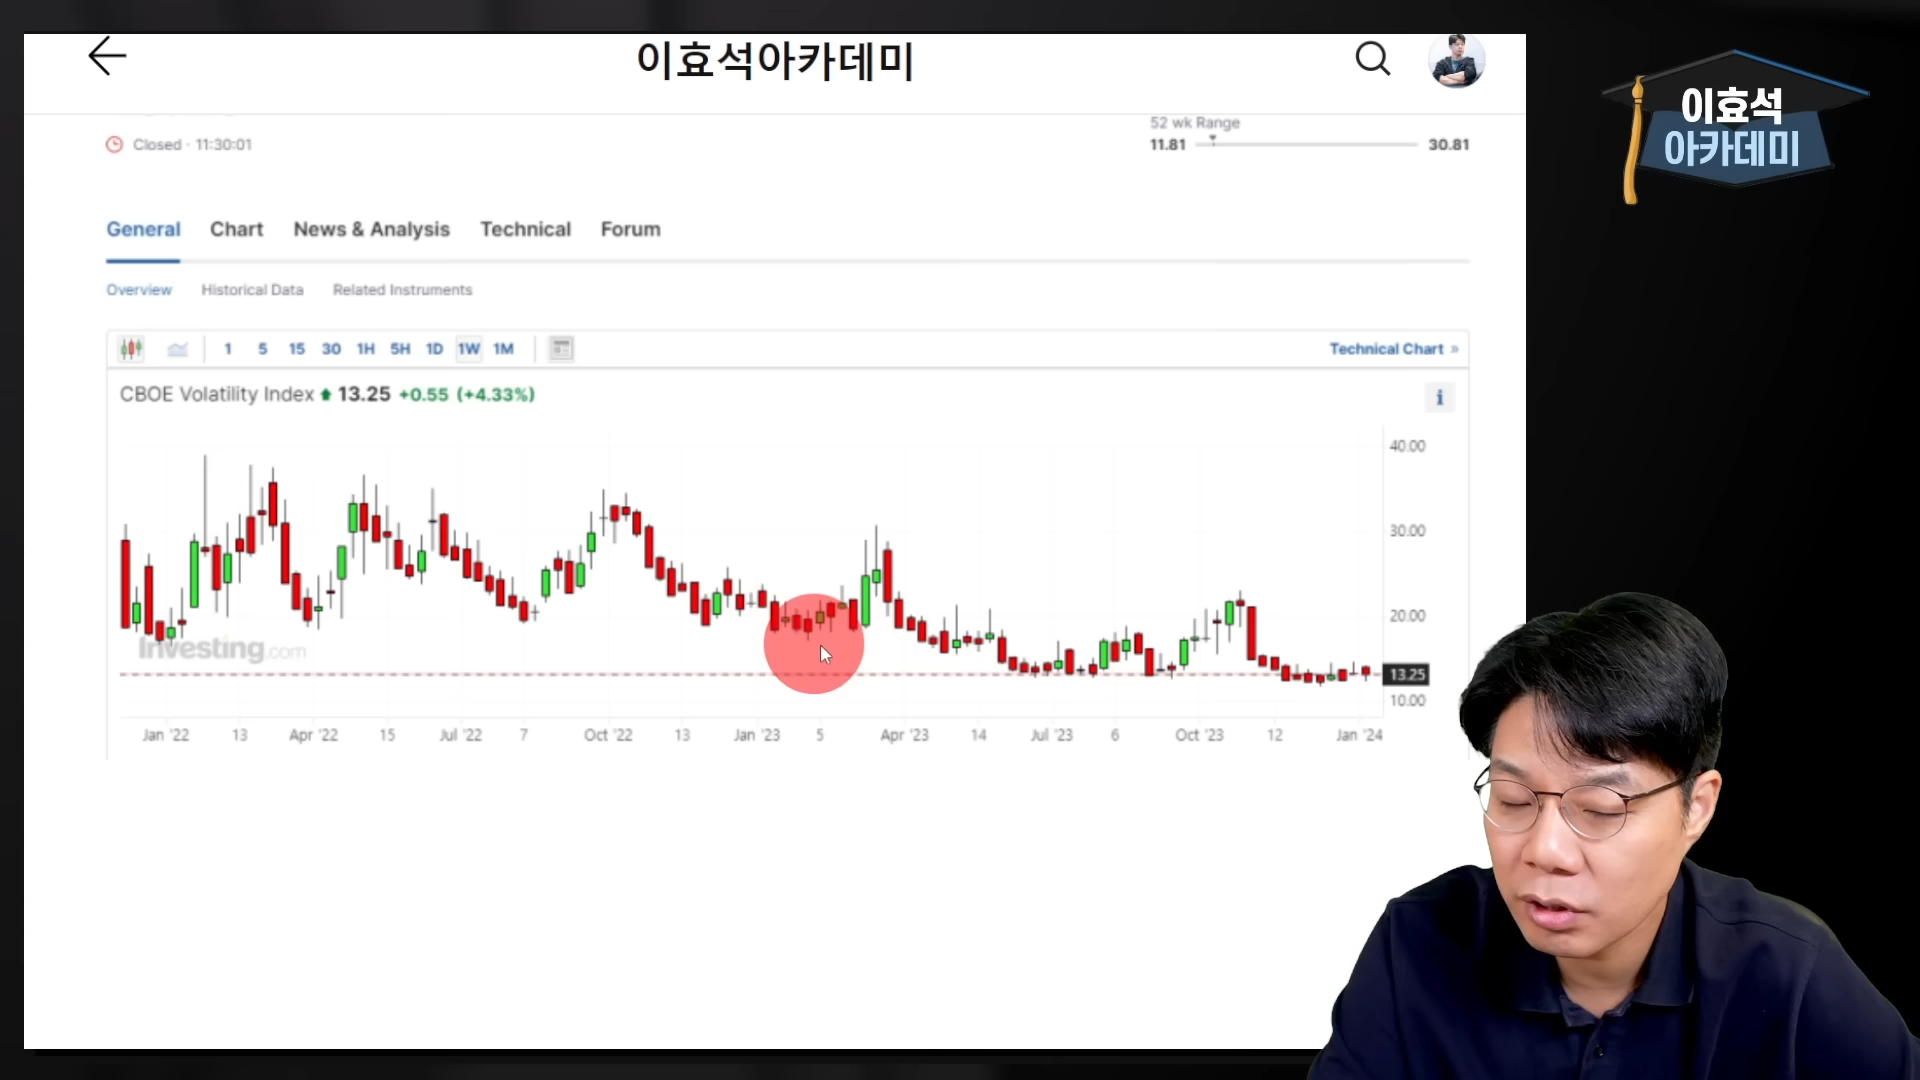 이효석아카데미
이효석
아카데미
52 wk Range
Closed · 11:30:01
11.81 30.81
General Chart News & Analysis Technical Forum
Overview Historical Data Related Instruments
1 5 15 30 1H 5H 1D 1W 1M
Technical Chart »
CBOE Volatility Index 13.25 +0.55 (+4.33%)
i
40.00
30.00
20.00
Investing.com
13.25
10.00
Jan '22 13 Apr '22 15 Jul '22 7 Oct '22 13 Jan '23 5 Apr '23 14 Jul '23 6 Oct '23 12 Jan '24